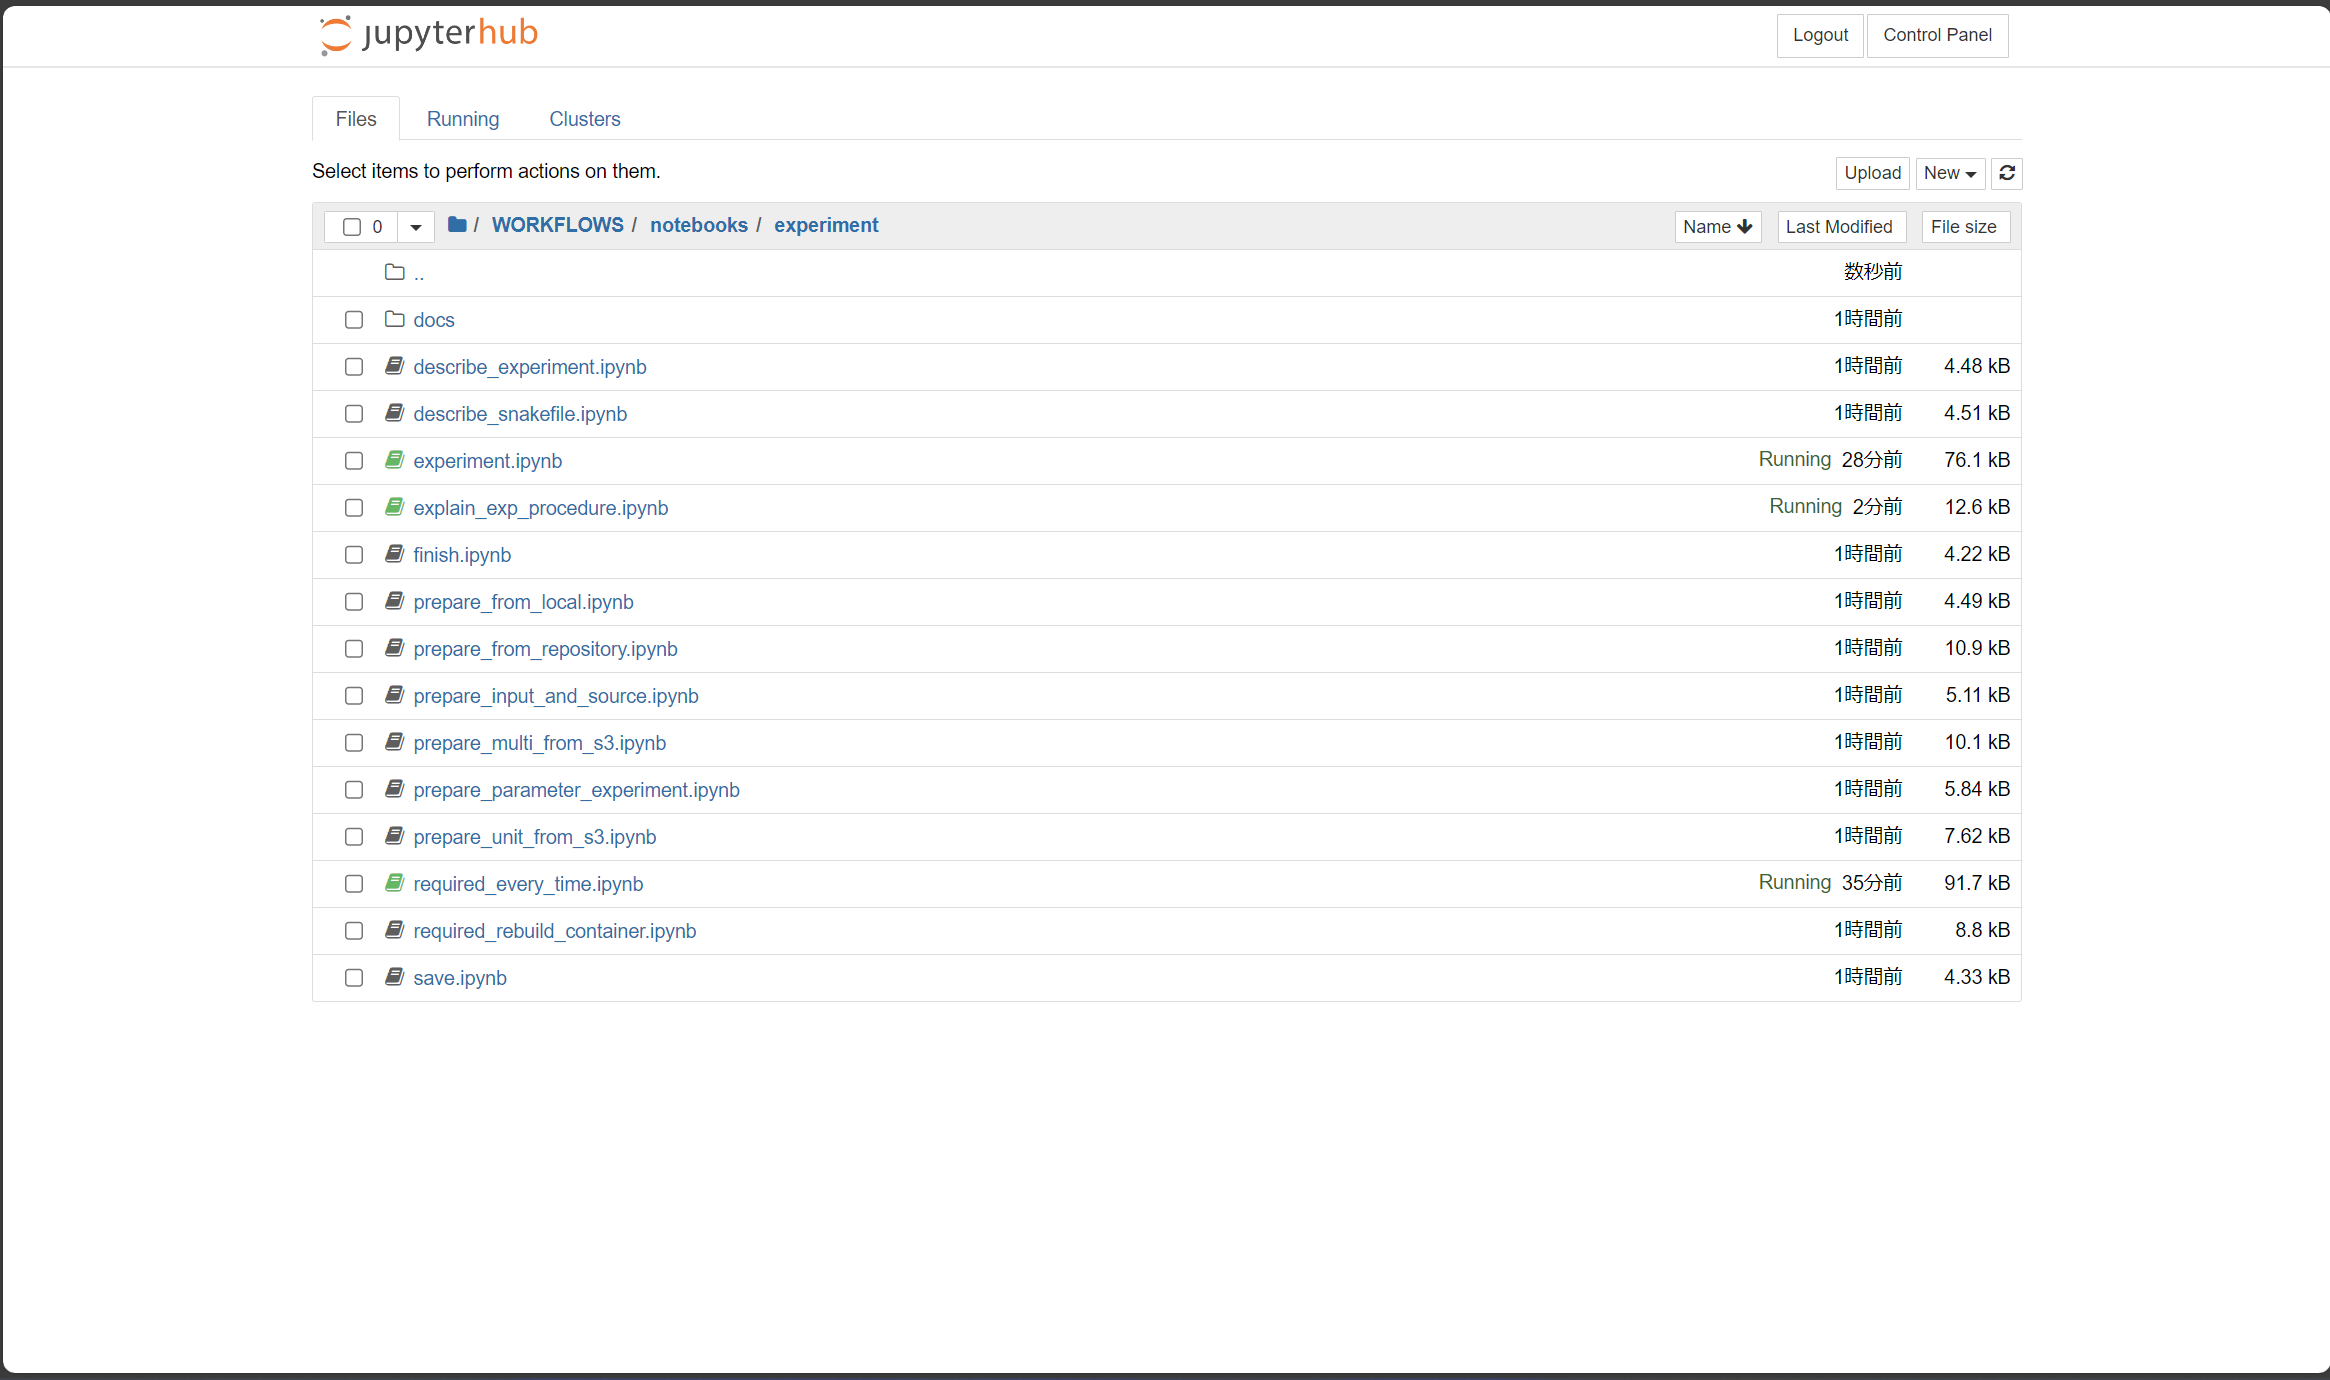 jupyterhub Logout Control Panel
Files Running Clusters
Select items to perform actions on them. Upload New
0 / WORKFLOWS / notebooks / experiment Name Last Modified File size
.. 数秒前
docs 1時間前
describe_experiment.ipynb 1時間前 4.48 kB
describe_snakefile.ipynb 1時間前 4.51 kB
experiment.ipynb Running 28分前 76.1 kB
explain_exp_procedure.ipynb Running 2分前 12.6 kB
finish.ipynb 1時間前 4.22 kB
prepare_from_local.ipynb 1時間前 4.49 kB
prepare_from_repository.ipynb 1時間前 10.9 kB
prepare_input_and_source.ipynb 1時間前 5.11 kB
prepare_multi_from_s3.ipynb 1時間前 10.1 kB
prepare_parameter_experiment.ipynb 1時間前 5.84 kB
prepare_unit_from_s3.ipynb 1時間前 7.62 kB
required_every_time.ipynb Running 35分前 91.7 kB
required_rebuild_container.ipynb 1時間前 8.8 kB
save.ipynb 1時間前 4.33 kB